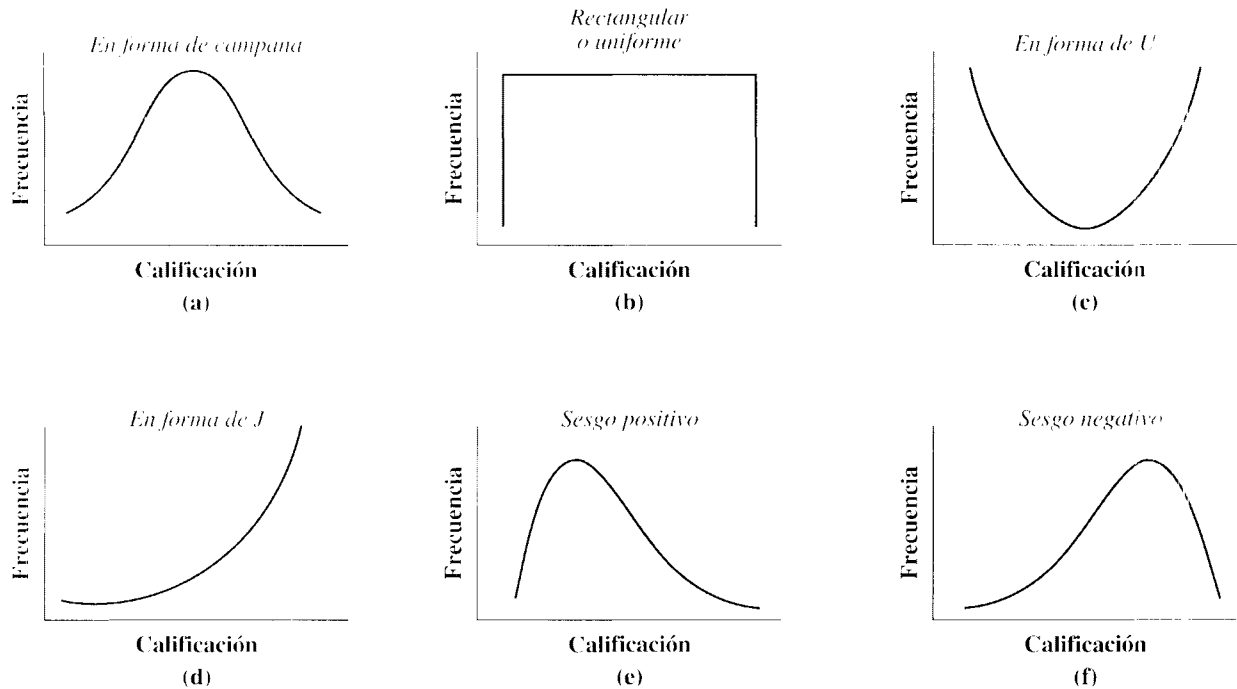 En forma de campana
Frecuencia
Calificación
(a)
Rectangular
o uniforme
Frecuencia
Calificación
(b)
En forma de U
Frecuencia
Calificación
(c)
En forma de J
Frecuencia
Calificación
(d)
Sesgo positivo
Frecuencia
Calificación
(e)
Sesgo negativo
Frecuencia
Calificación
(f)